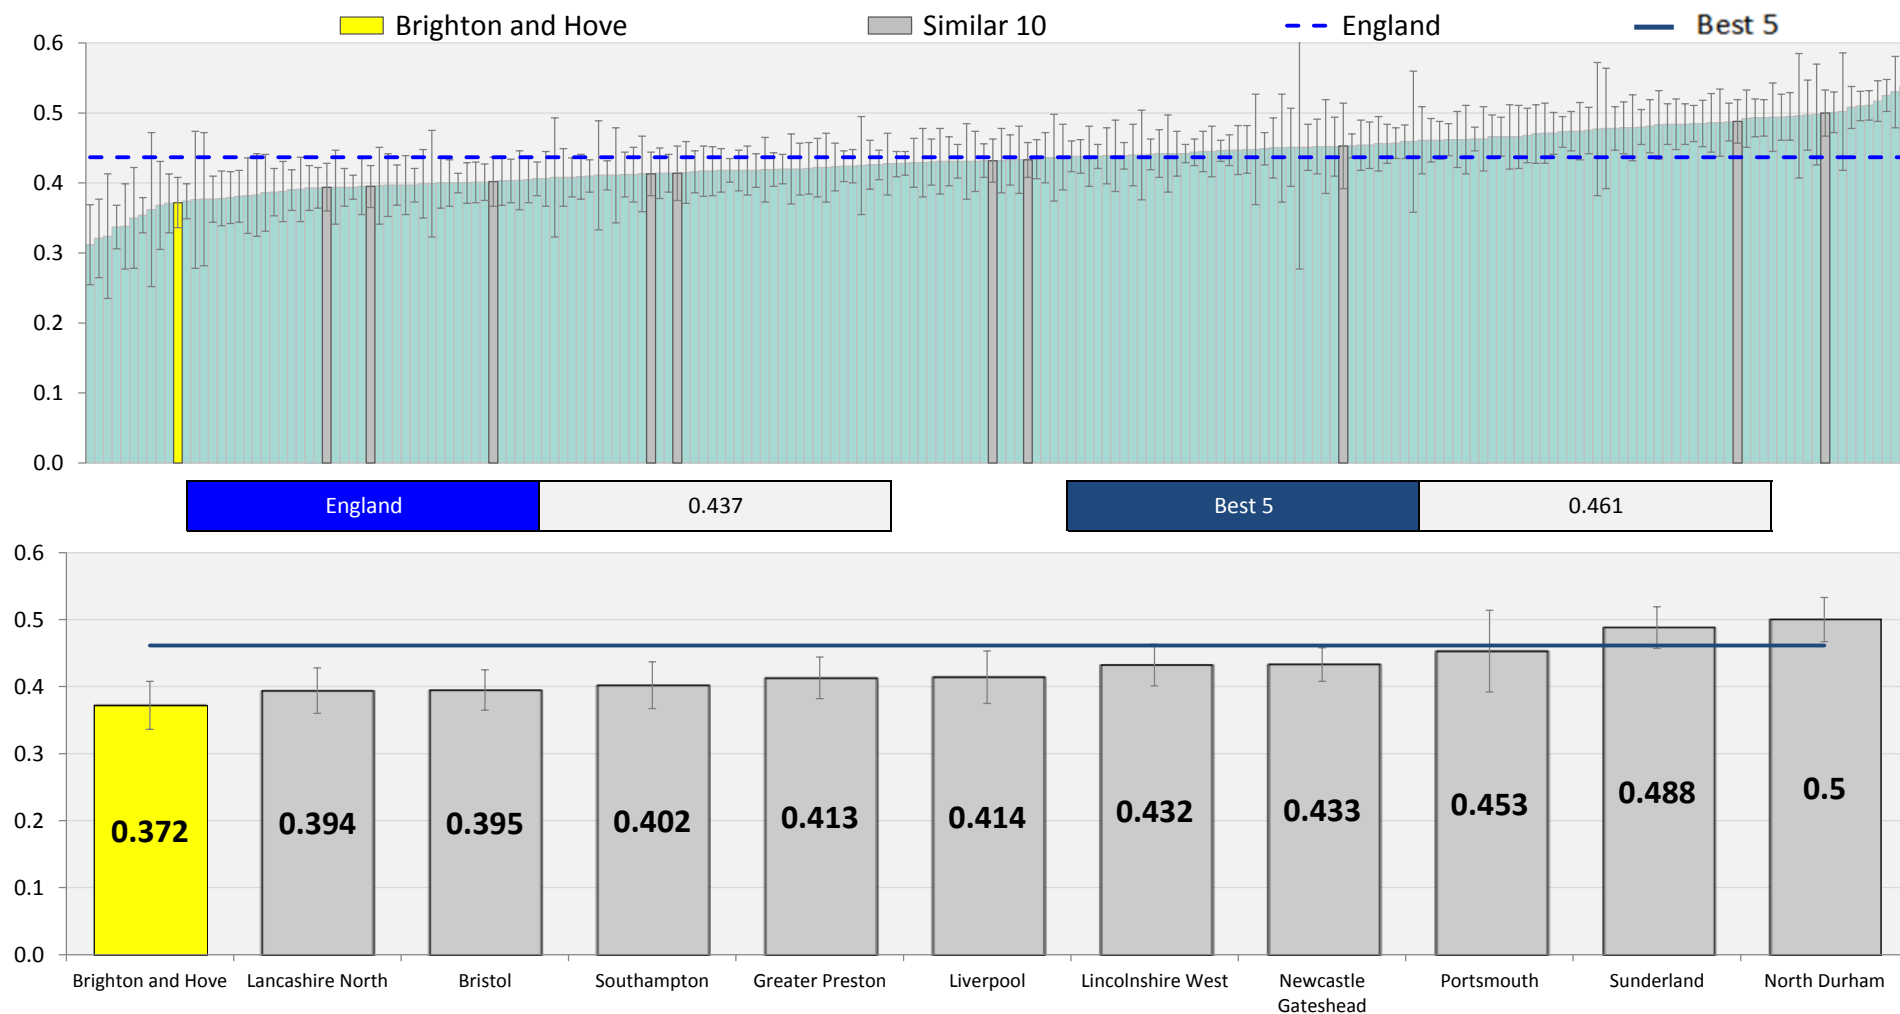 Brighton and Hove
Similar 10
England
Best 5
0.6
0.5
0.4
0.3
0.2
0.1
0.0
England 0.437
Best 5 0.461
0.6
0.5
0.4
0.3
0.2
0.1
0.0
0.372 0.394 0.395 0.402 0.413 0.414 0.432 0.433 0.453 0.488 0.5
Brighton and Hove
Lancashire North
Bristol
Southampton
Greater Preston
Liverpool
Lincolnshire West
Newcastle
Gateshead
Portsmouth
Sunderland
North Durham